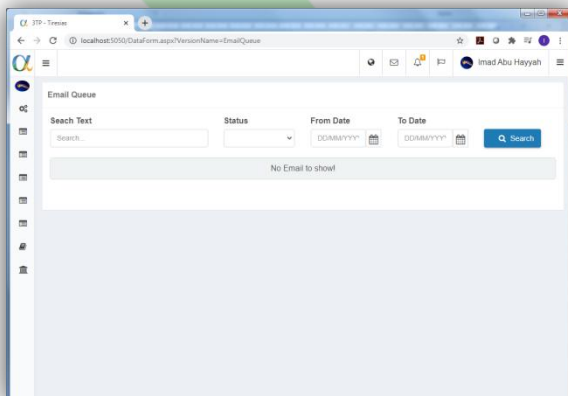 3TP - Tiresias
localhost:5050/DataForm.aspx?VersionName=EmailQueue
Imad Abu Hayyah
Email Queue
Seach Text Status From Date To Date
Search... DD/MM/YYYY DD/MM/YYYY Search
No Email to show!